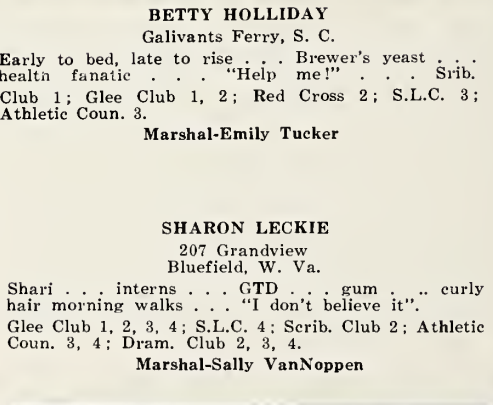 BETTY HOLLIDAY
Galivants Ferry, S. C.
Early to bed, late to rise . . . Brewer's yeast . . .
health fanatic . . . "Help me!" . . . Srib.
Club 1; Glee Club 1, 2; Red Cross 2; S.L.C. 3;
Athletic Coun. 3.
Marshal-Emily Tucker
SHARON LECKIE
207 Grandview
Bluefield, W. Va.
Shari . . . interns . . . GTD . . . gum . .. curly
hair morning walks . . . "I don't believe it".
Glee Club 1, 2, 3, 4; S.L.C. 4; Scrib. Club 2; Athletic
Coun. 3, 4; Dram. Club 2, 3, 4.
Marshal-Sally VanNoppen